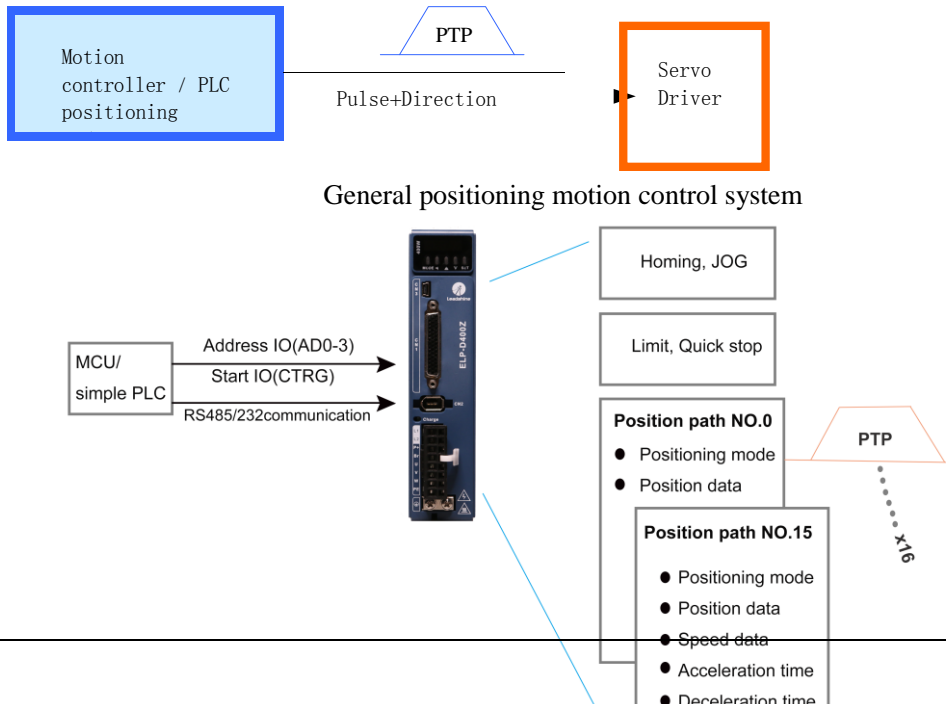 PTP
Motion
controller / PLC
positioning
Pulse+Direction
Servo
Driver
General positioning motion control system
Homing, JOG
Limit, Quick stop
MCU/
simple PLC
Address IO(AD0-3)
Start IO(CTRG)
RS485/232communication
400W
Leadshine
ELP-D400Z
Charge
Position path NO.0
Positioning mode
Position data
PTP
x16
Position path NO.15
Positioning mode
Position data
Speed data
Acceleration time
Deceleration time